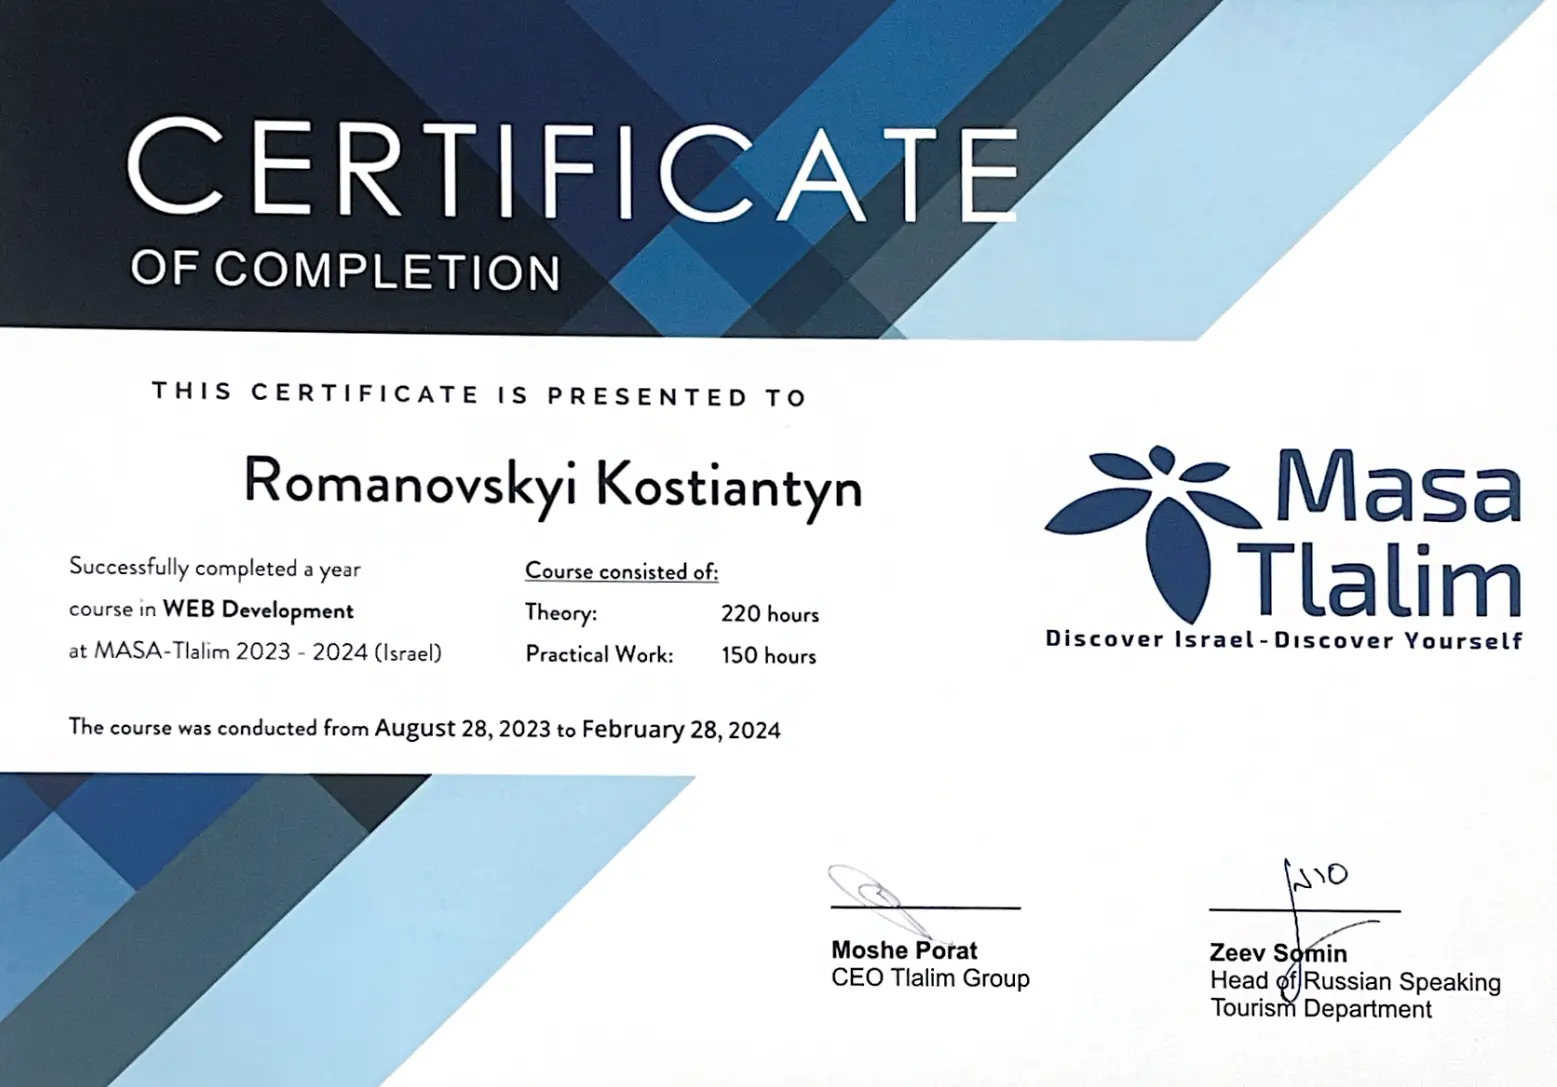 CERTIFICATE
OF COMPLETION
THIS CERTIFICATE IS PRESENTED TO
Romanovskyi Kostiantyn
Successfully completed a year
course in WEB Development
at MASA-Tlalim 2023 - 2024 (Israel)
Course consisted of:
Theory: 220 hours
Practical Work: 150 hours
The course was conducted from August 28, 2023 to February 28, 2024
Masa
Tlalim
Discover Israel-Discover Yourself
Moshe Porat
CEO Tlalim Group
Zeev Somin
Head of Russian Speaking
Tourism Department